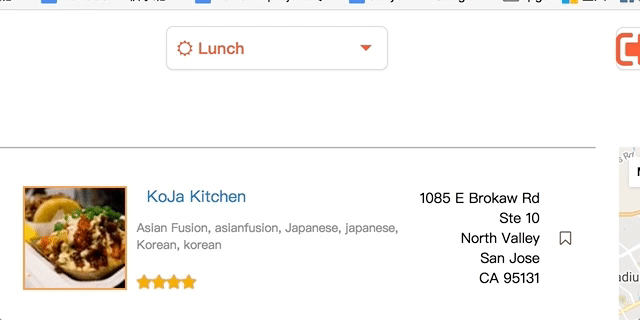 Lunch
KoJa Kitchen
Asian Fusion, asianfusion, Japanese, japanese,
Korean, korean
1085 E Brokaw Rd
Ste 10
North Valley
San Jose
CA 95131